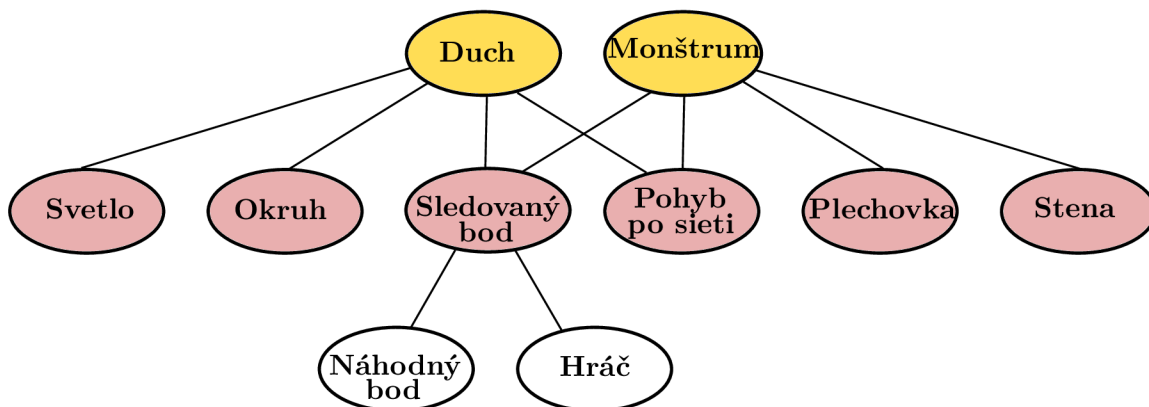 Duch
Monštrum
Svetlo
Okruh
Sledovaný
bod
Pohyb
po sieti
Plechovka
Stena
Náhodný
bod
Hráč